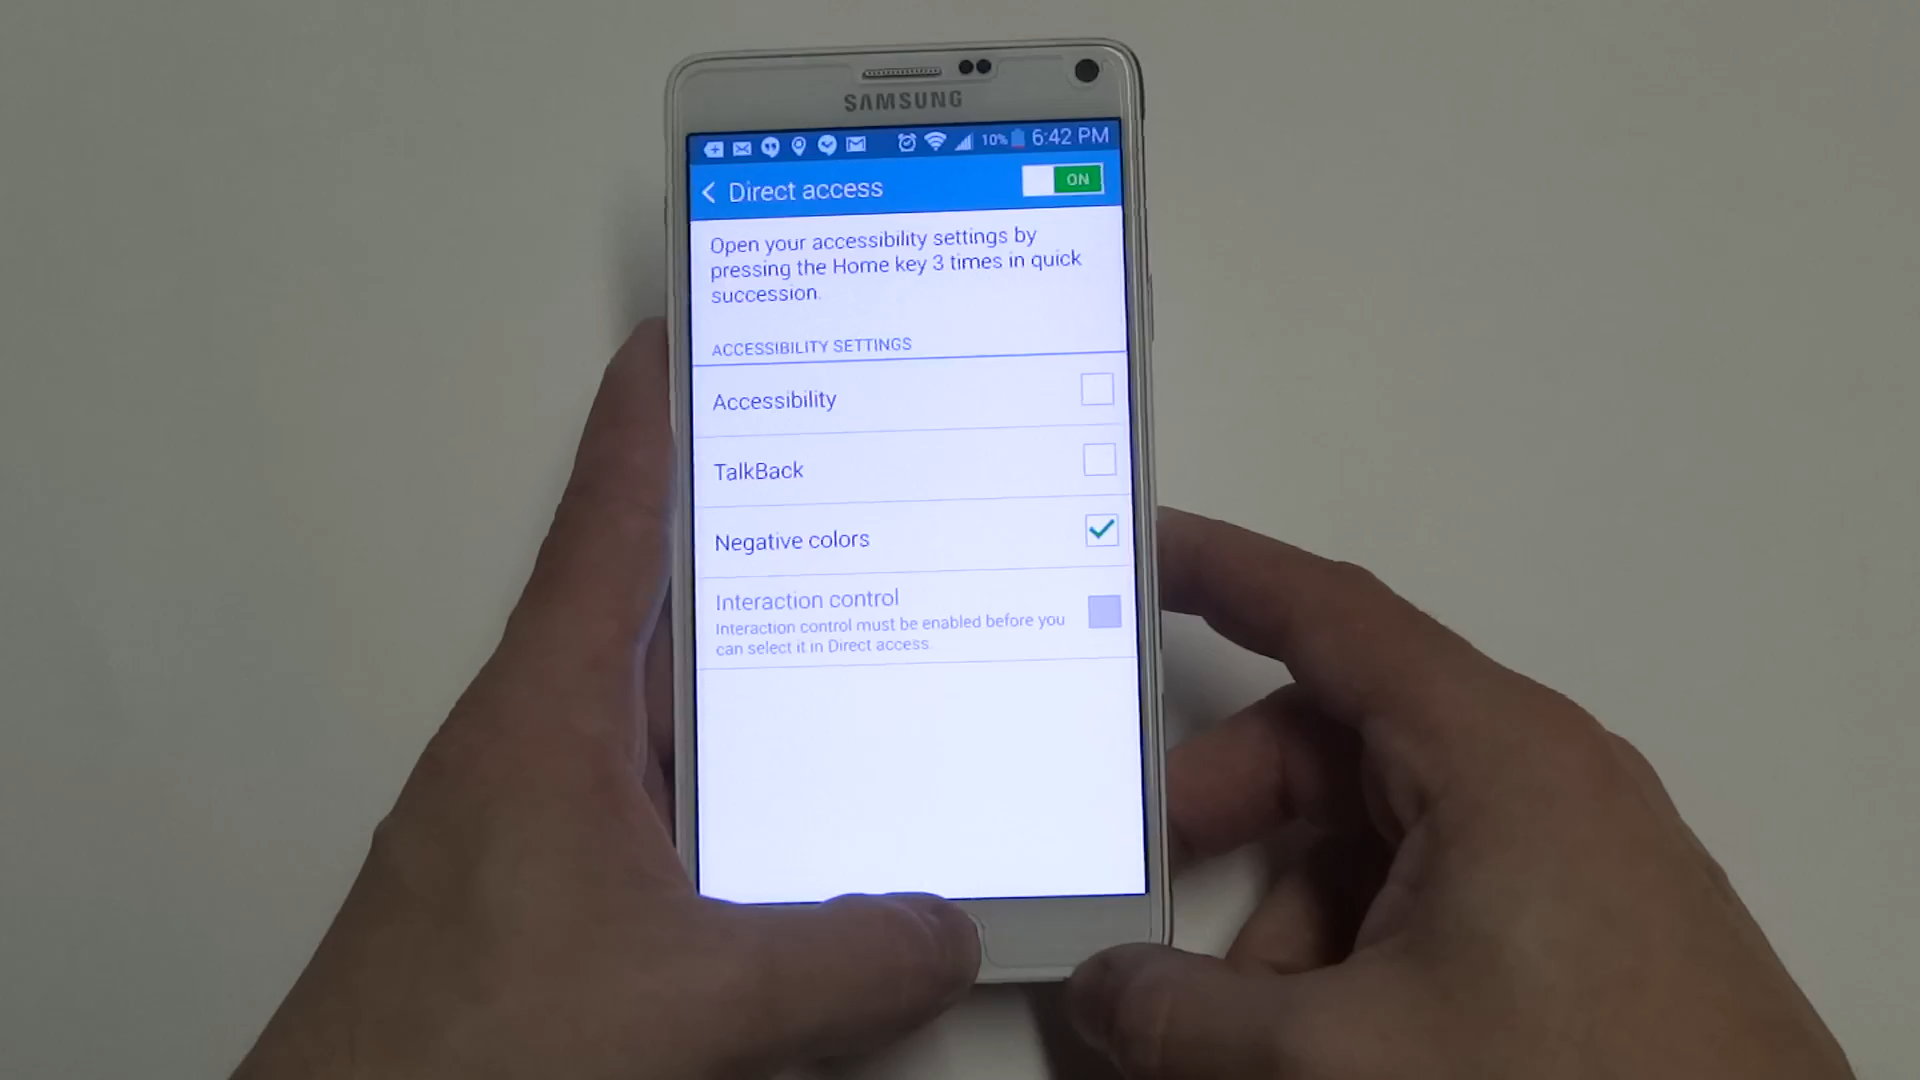 SAMSUNG
10% 6:42 PM
Direct access
ON
Open your accessibility settings by
pressing the Home key 3 times in quick
succession.
ACCESSIBILITY SETTINGS
Accessibility
TalkBack
Negative colors
Interaction control
Interaction control must be enabled before you
can select it in Direct access.